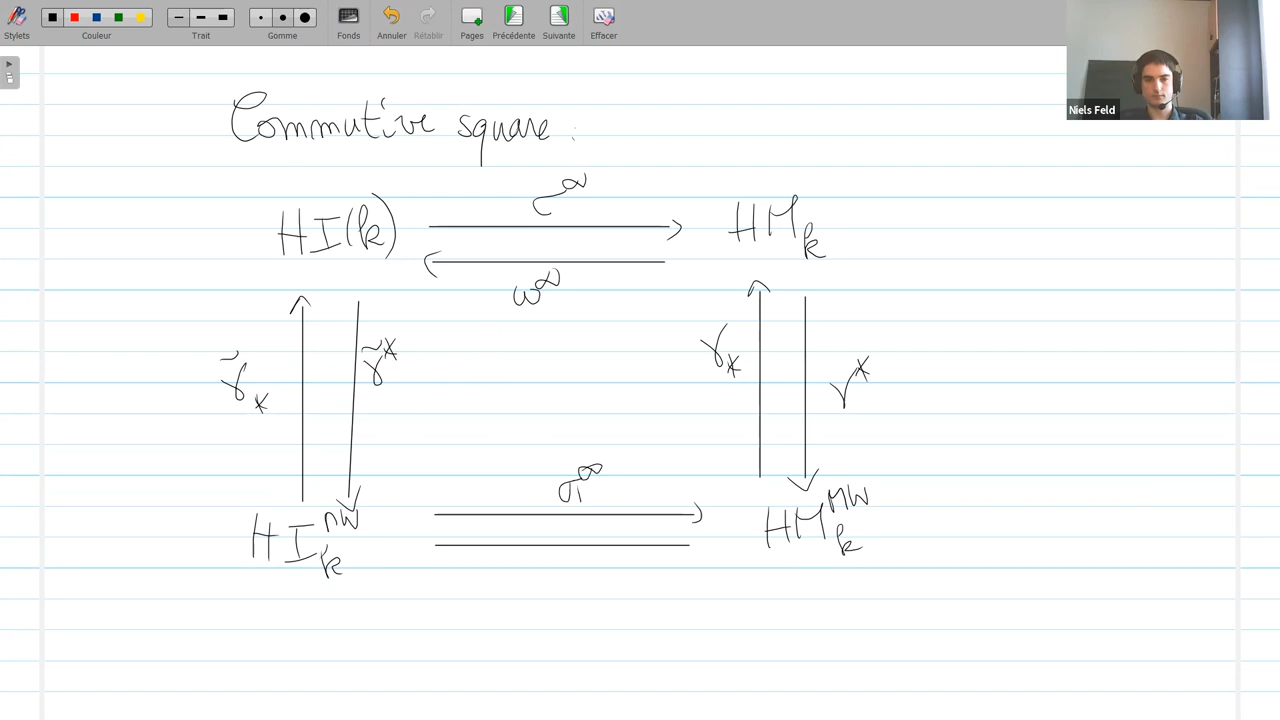 Stylets Couleur Trait Gomme Fonds Annuler Rétablir Pages Précédente Suivante Effacer
Niels Feld
Commutive square :
σ^∞
HI(k) HM_k
ω^∞
γ̃_* γ̃^* γ_* γ^*
σ^∞
HI_k^MW HM_k^MW